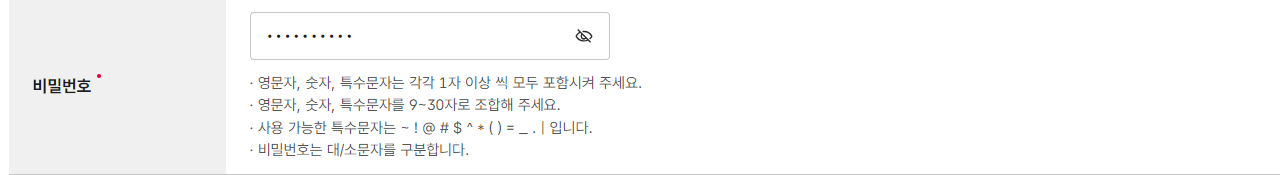 비밀번호
••••••••••
· 영문자, 숫자, 특수문자는 각각 1자 이상 씩 모두 포함시켜 주세요.
· 영문자, 숫자, 특수문자를 9~30자로 조합해 주세요.
· 사용 가능한 특수문자는 ~ ! @ # $ ^ * ( ) = _ . | 입니다.
· 비밀번호는 대/소문자를 구분합니다.